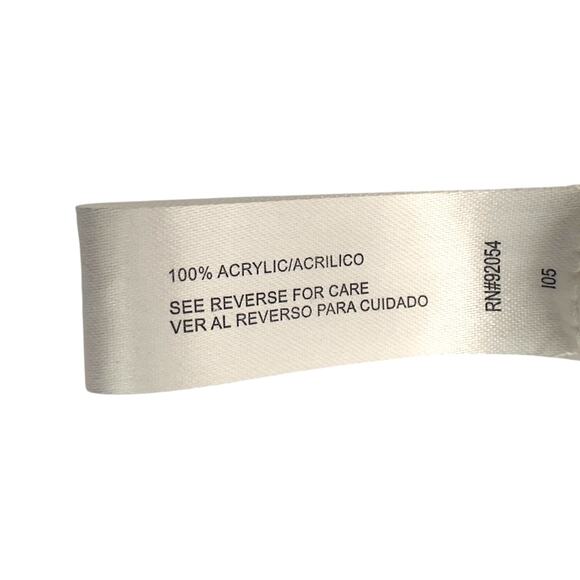 100% ACRYLIC/ACRILICO
SEE REVERSE FOR CARE
VER AL REVERSO PARA CUIDADO
RN#92054
I05